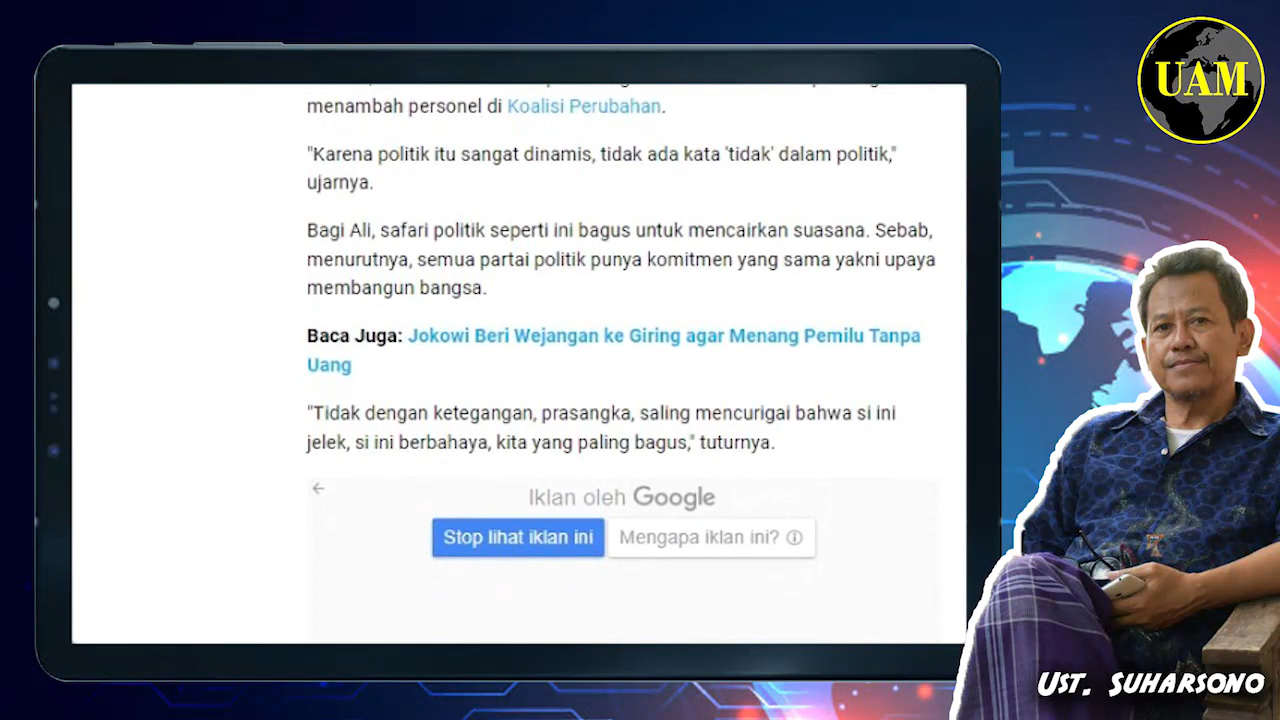 menambah personel di Koalisi Perubahan.
"Karena politik itu sangat dinamis, tidak ada kata 'tidak' dalam politik,"
ujarnya.
Bagi Ali, safari politik seperti ini bagus untuk mencairkan suasana. Sebab,
menurutnya, semua partai politik punya komitmen yang sama yakni upaya
membangun bangsa.
Baca Juga: Jokowi Beri Wejangan ke Giring agar Menang Pemilu Tanpa
Uang
"Tidak dengan ketegangan, prasangka, saling mencurigai bahwa si ini
jelek, si ini berbahaya, kita yang paling bagus," tuturnya.
Iklan oleh Google
Stop lihat iklan ini
Mengapa iklan ini?
UAM
UST. SUHARSONO